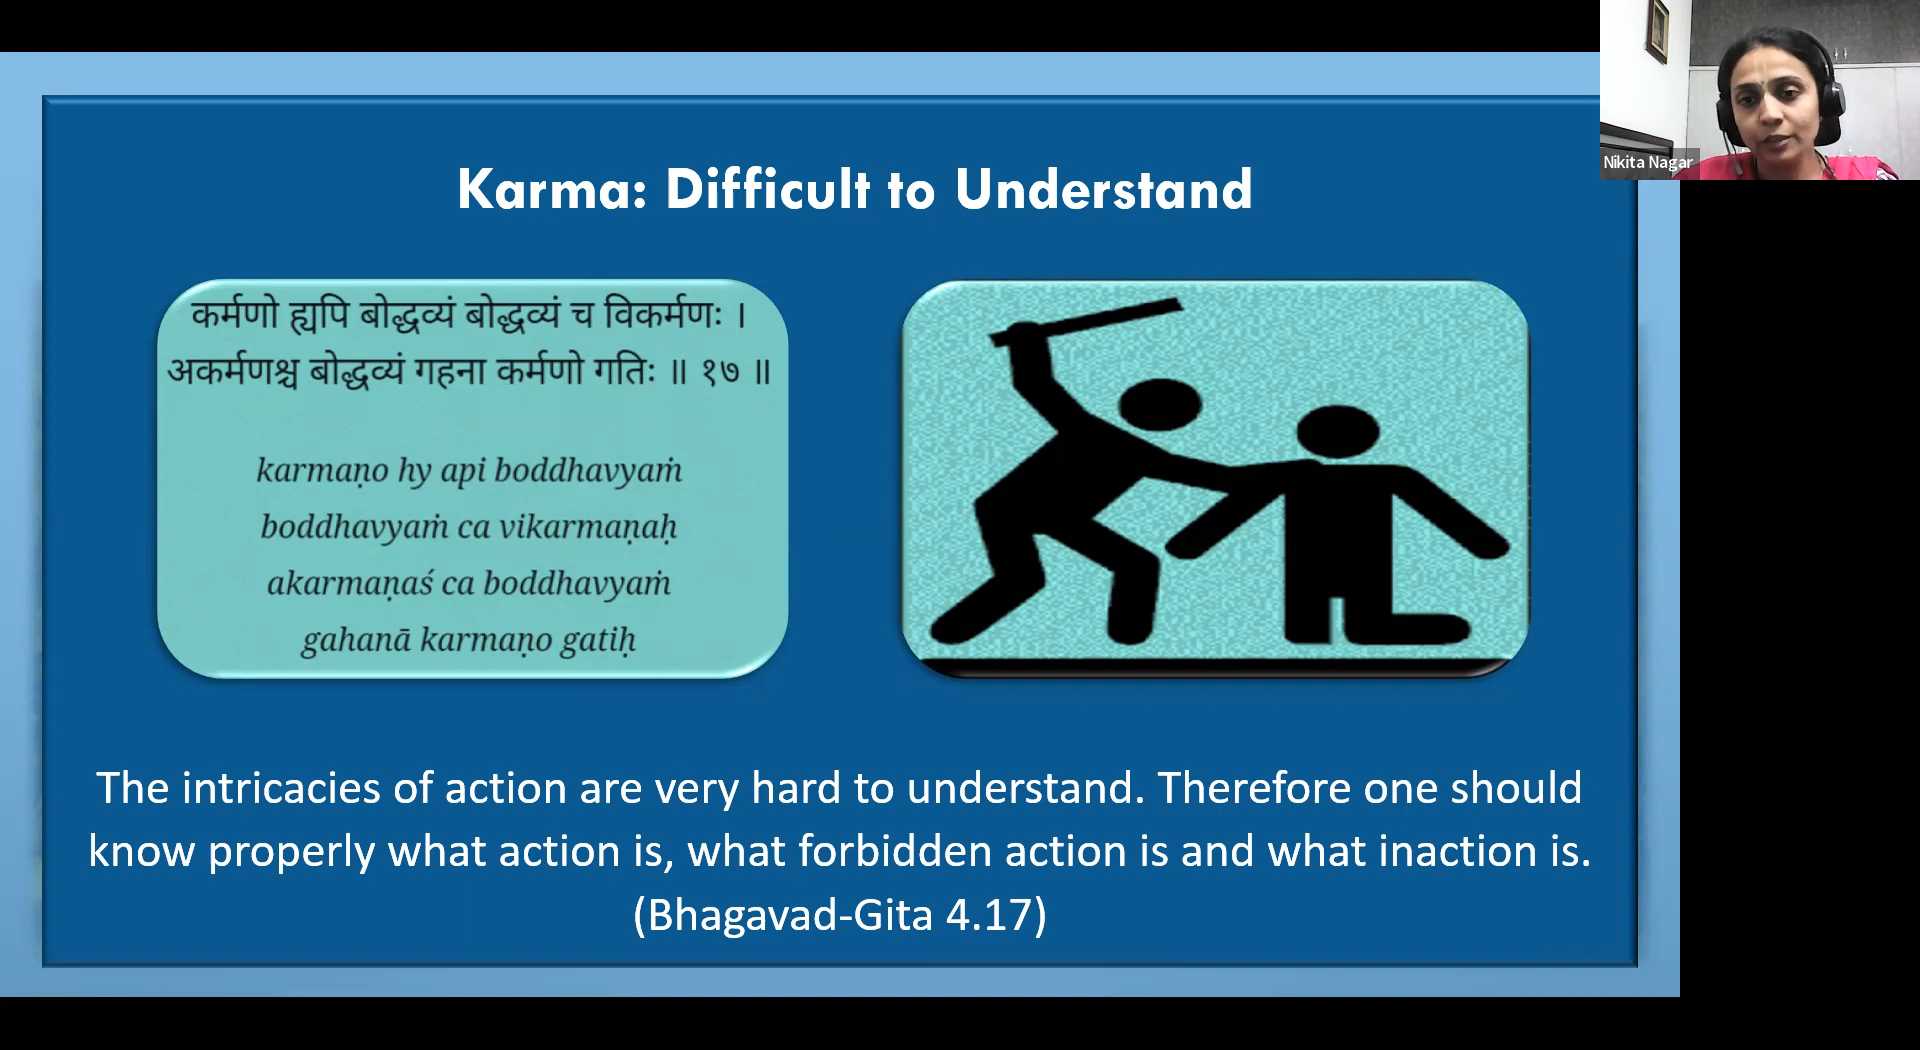 Karma: Difficult to Understand
कर्मणो ह्यपि बोद्धव्यं बोद्धव्यं च विकर्मणः ।
अकर्मणश्च बोद्धव्यं गहना कर्मणो गतिः ॥ १७ ॥
karmaṇo hy api boddhavyaṁ
boddhavyaṁ ca vikarmaṇaḥ
akarmaṇaś ca boddhavyaṁ
gahanā karmaṇo gatiḥ
The intricacies of action are very hard to understand. Therefore one should
know properly what action is, what forbidden action is and what inaction is.
(Bhagavad-Gita 4.17)
Nikita Nagar